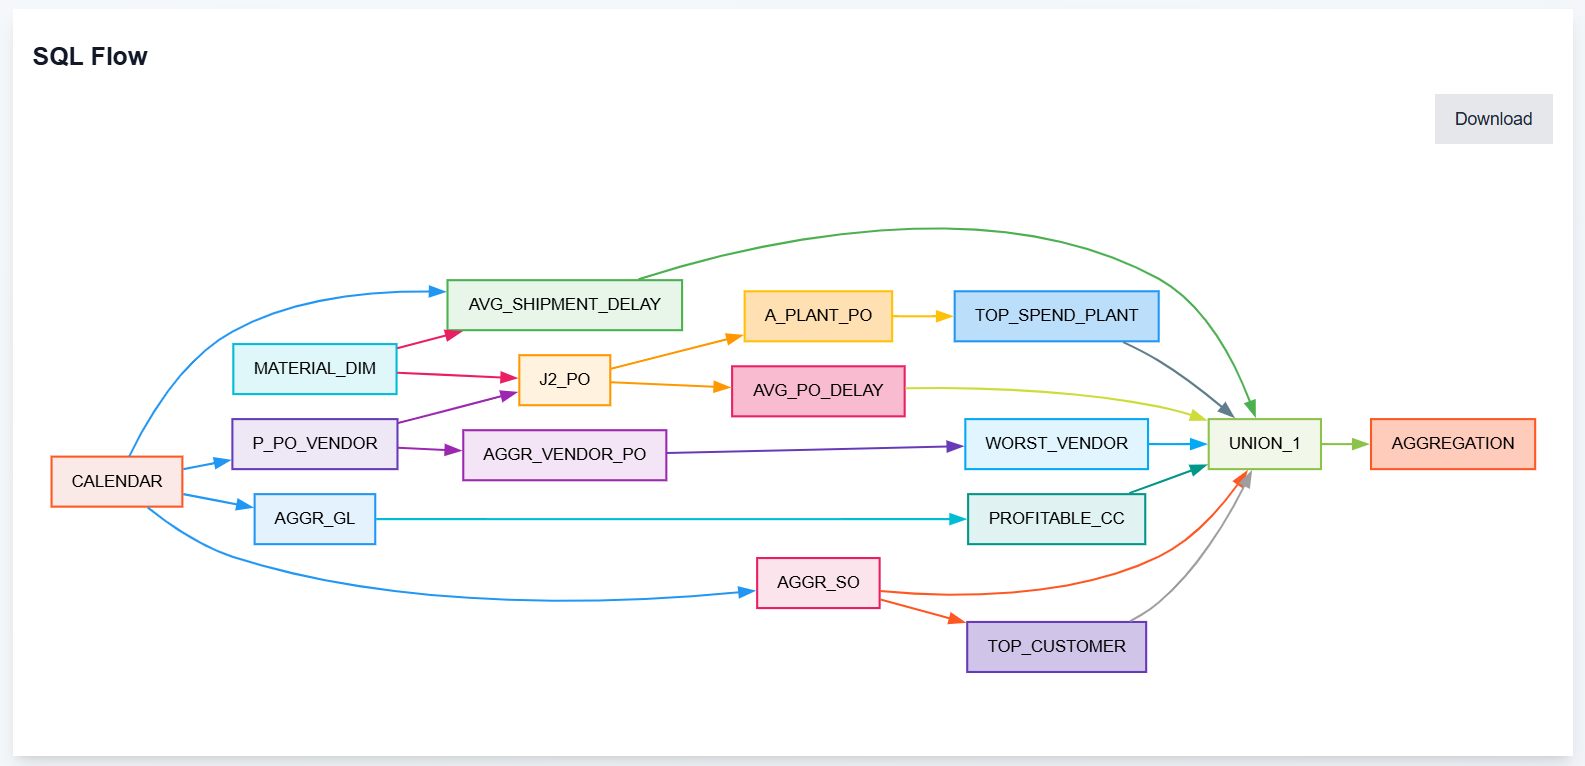 SQL Flow
Download
AVG_SHIPMENT_DELAY
A_PLANT_PO
TOP_SPEND_PLANT
MATERIAL_DIM
J2_PO
AVG_PO_DELAY
P_PO_VENDOR
AGGR_VENDOR_PO
WORST_VENDOR
UNION_1
AGGREGATION
CALENDAR
AGGR_GL
PROFITABLE_CC
AGGR_SO
TOP_CUSTOMER